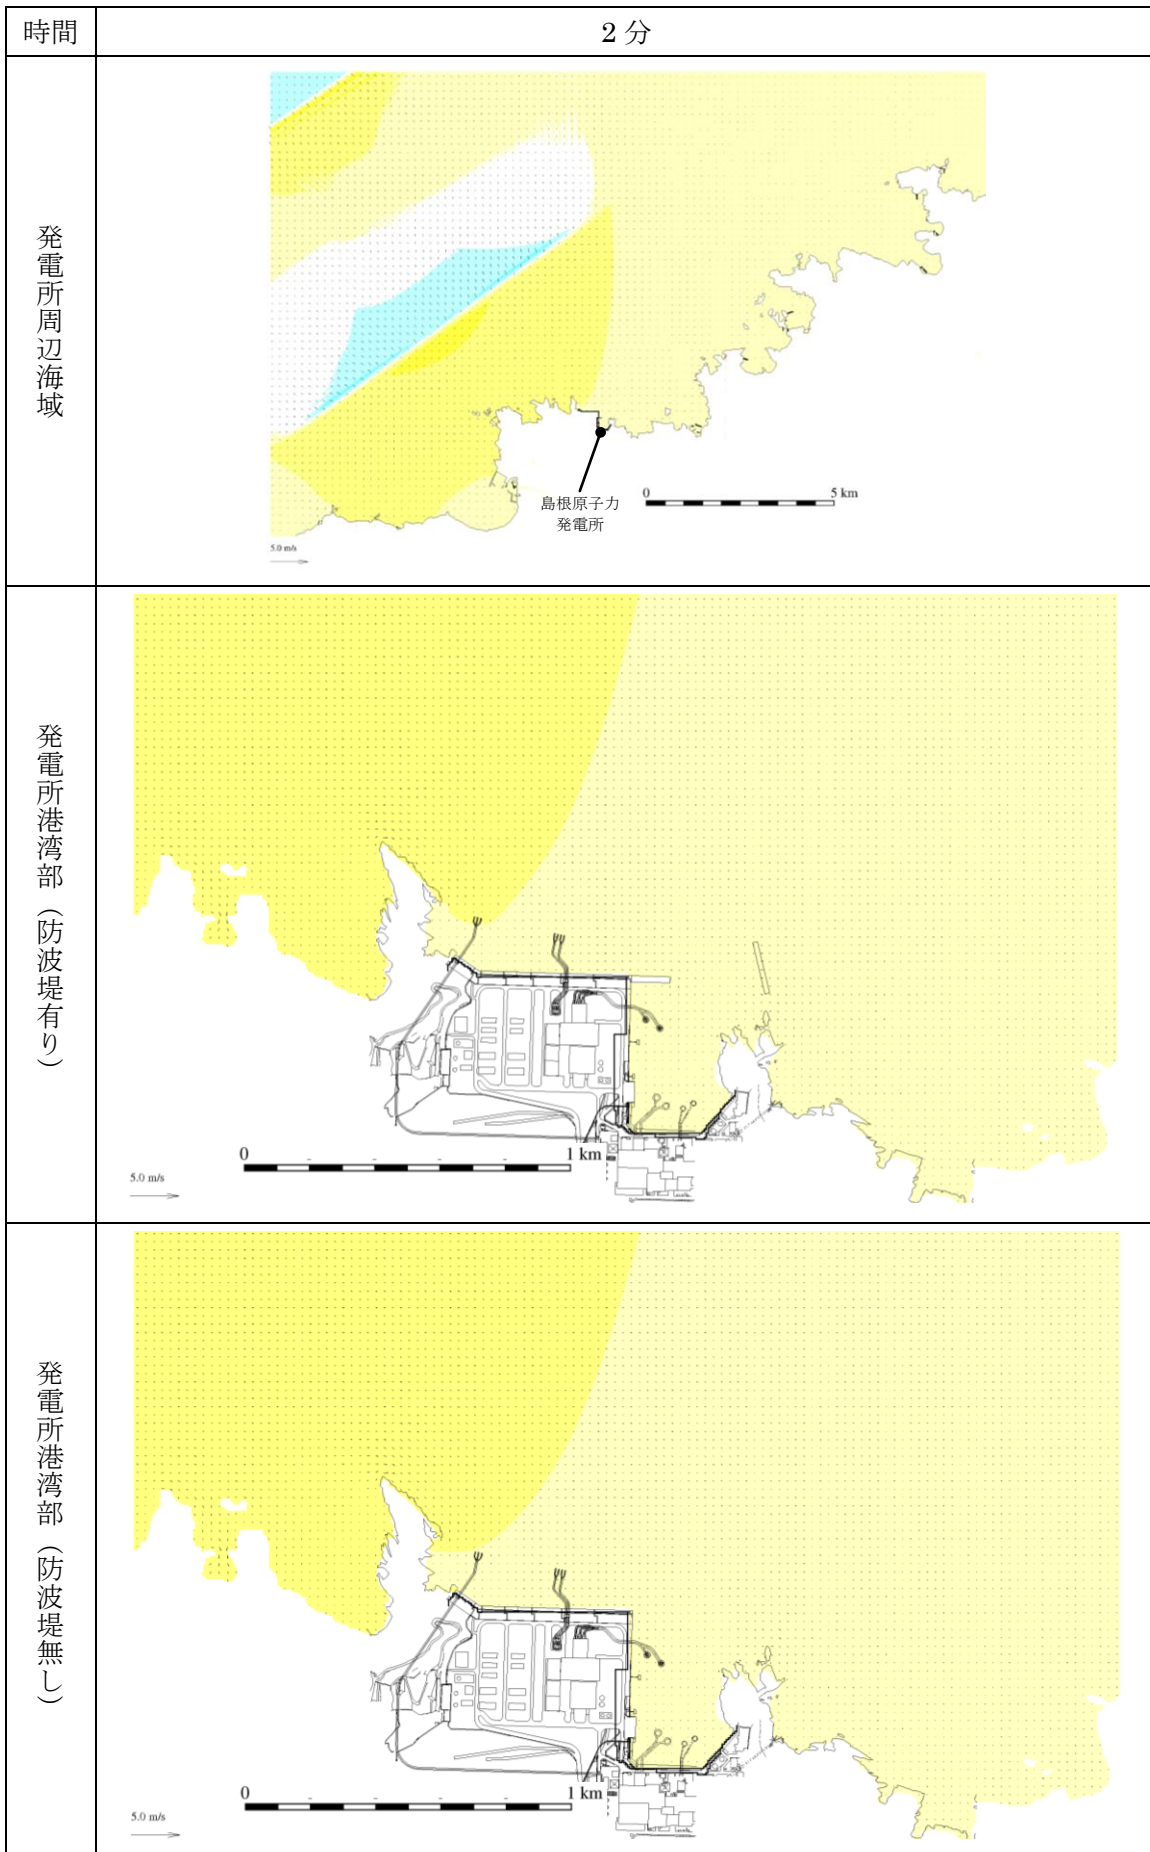 時間
2分
発電所周辺海域
島根原子力
発電所
0
5 km
5.0 m/s
発電所港湾部（防波堤有り）
0
1 km
5.0 m/s
発電所港湾部（防波堤無し）
0
1 km
5.0 m/s